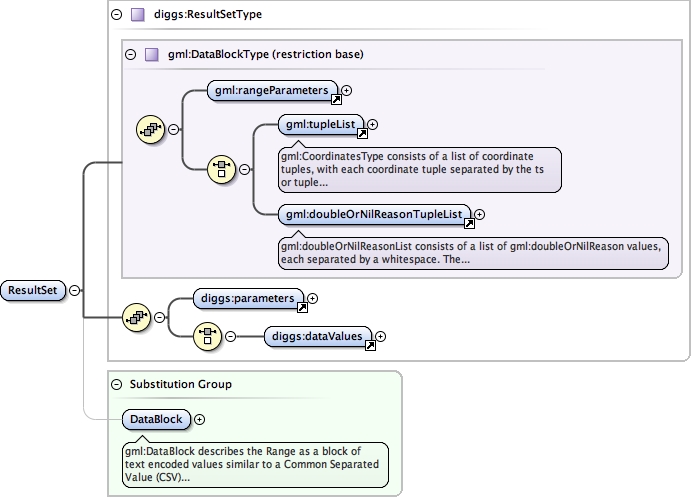 diggs:ResultSetType
gml:DataBlockType (restriction base)
gml:rangeParameters
gml:tupleList
gml:CoordinatesType consists of a list of coordinate
tuples, with each coordinate tuple separated by the ts
or tuple...
gml:doubleOrNilReasonTupleList
gml:doubleOrNilReasonList consists of a list of gml:doubleOrNilReason values,
each separated by a whitespace. The...
ResultSet
diggs:parameters
diggs:dataValues
Substitution Group
DataBlock
gml:DataBlock describes the Range as a block of
text encoded values similar to a Common Separated
Value (CSV)...